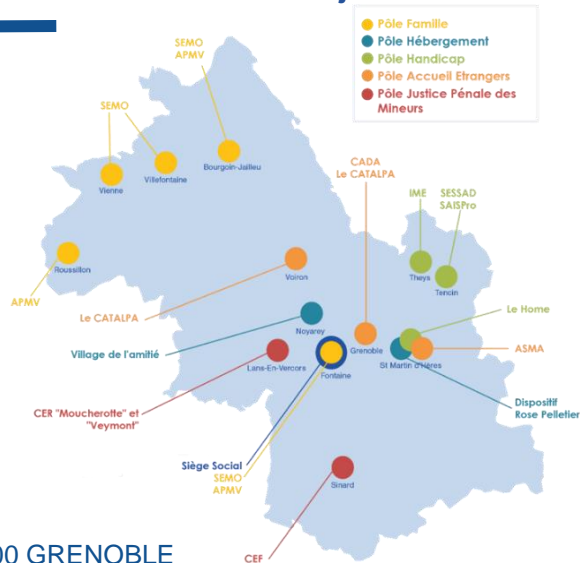 Pôle Famille
Pôle Hébergement
Pôle Handicap
Pôle Accueil Etrangers
Pôle Justice Pénale des
Mineurs
SEMO
APMV
SEMO
Bourgoin-Jailleu
Villefontaine
Vienne
CADA
Le CATALPA
IME
SESSAD
SAISPro
Roussillon
Voiron
Theys
Tencin
APMV
Le CATALPA
Noyarey
Le Home
Village de l'amitié
Grenoble
ASMA
Lans-En-Vercors
Fontaine
St Martin d'Hères
CER "Moucherotte" et
"Veymont"
Dispositif
Rose Pelletier
Siège Social
SEMO
APMV
Sinard
CEF
00 GRENOBLE